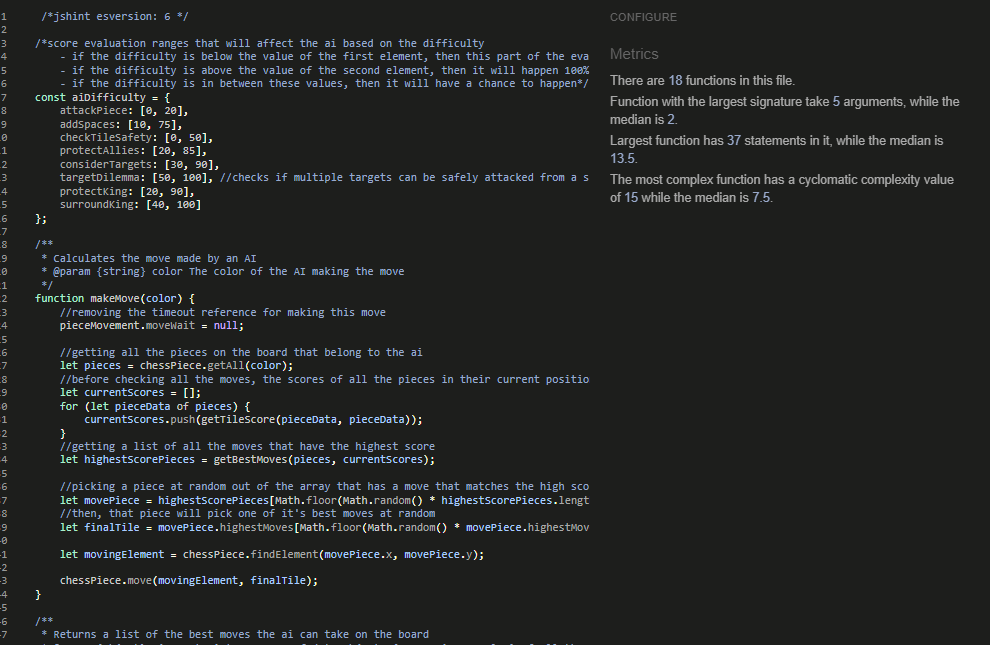 1 /*jshint esversion: 6 */
2
3 /*score evaluation ranges that will affect the ai based on the difficulty
4 - if the difficulty is below the value of the first element, then this part of the eva
5 - if the difficulty is above the value of the second element, then it will happen 100%
6 - if the difficulty is in between these values, then it will have a chance to happen*/
7 const aiDifficulty = {
8 attackPiece: [0, 20],
9 addSpaces: [10, 75],
0 checkTileSafety: [0, 50],
1 protectAllies: [20, 85],
2 considerTargets: [30, 90],
3 targetDilemma: [50, 100], //checks if multiple targets can be safely attacked from a s
4 protectKing: [20, 90],
5 surroundKing: [40, 100]
6 };
7
8 /**
9 * Calculates the move made by an AI
0 * @param {string} color The color of the AI making the move
1 */
2 function makeMove(color) {
3 //removing the timeout reference for making this move
4 pieceMovement.moveWait = null;
5
6 //getting all the pieces on the board that belong to the ai
7 let pieces = chessPiece.getAll(color);
8 //before checking all the moves, the scores of all the pieces in their current positio
9 let currentScores = [];
0 for (let pieceData of pieces) {
1 currentScores.push(getTileScore(pieceData, pieceData));
2 }
3 //getting a list of all the moves that have the highest score
4 let highestScorePieces = getBestMoves(pieces, currentScores);
5
6 //picking a piece at random out of the array that has a move that matches the high sco
7 let movePiece = highestScorePieces[Math.floor(Math.random() * highestScorePieces.lengt
8 //then, that piece will pick one of it's best moves at random
9 let finalTile = movePiece.highestMoves[Math.floor(Math.random() * movePiece.highestMov
0
1 let movingElement = chessPiece.findElement(movePiece.x, movePiece.y);
2
3 chessPiece.move(movingElement, finalTile);
4 }
5
6 /**
7 * Returns a list of the best moves the ai can take on the board
CONFIGURE
Metrics
There are 18 functions in this file.
Function with the largest signature take 5 arguments, while the
median is 2.
Largest function has 37 statements in it, while the median is
13.5.
The most complex function has a cyclomatic complexity value
of 15 while the median is 7.5.